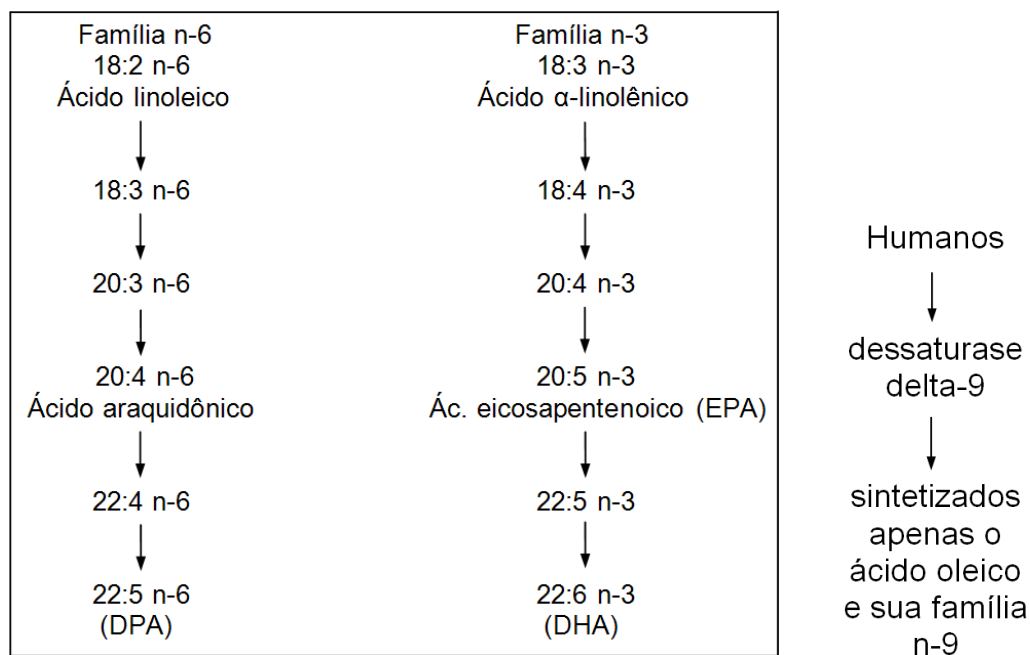 Família n-6
18:2 n-6
Ácido linoleico
18:3 n-6
20:3 n-6
20:4 n-6
Ácido araquidônico
22:4 n-6
22:5 n-6
(DPA)
Família n-3
18:3 n-3
Ácido α-linolênico
18:4 n-3
20:4 n-3
20:5 n-3
Ác. eicosapentenoico (EPA)
22:5 n-3
22:6 n-3
(DHA)
Humanos
dessaturase
delta-9
sintetizados
apenas o
ácido oleico
e sua família
n-9